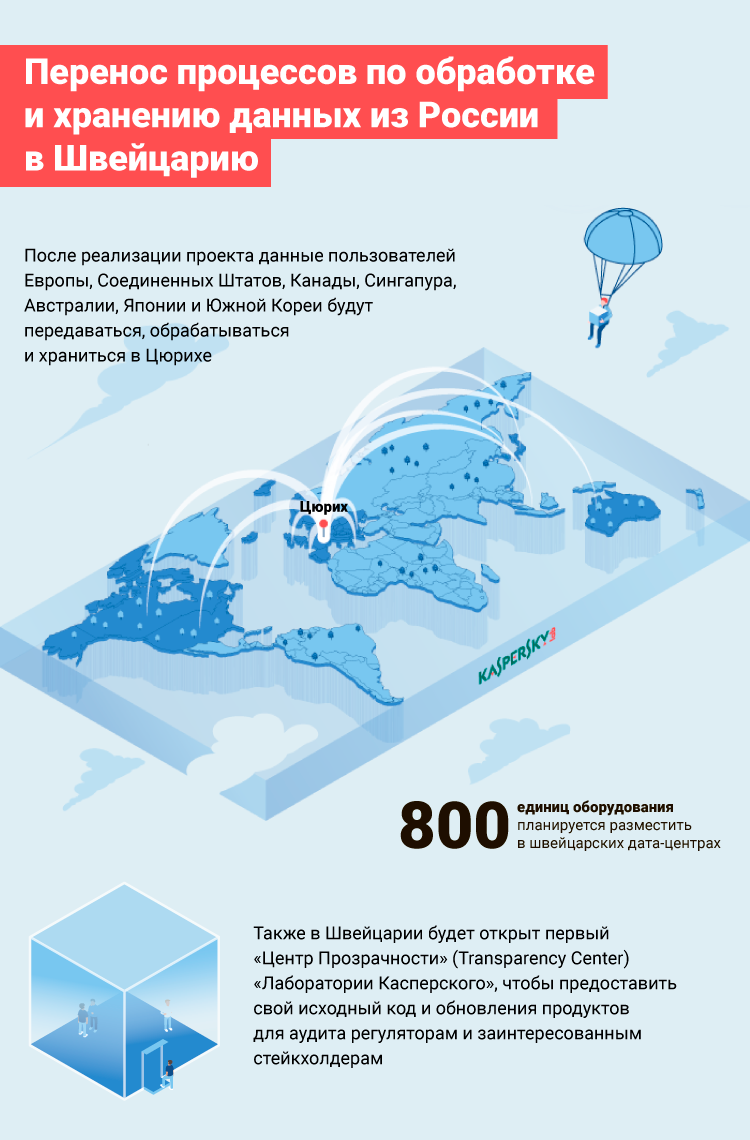 Перенос процессов по обработке
и хранению данных из России
в Швейцарию
После реализации проекта данные пользователей
Европы, Соединенных Штатов, Канады, Сингапура,
Австралии, Японии и Южной Кореи будут
передаваться, обрабатываться
и храниться в Цюрихе
Цюрих
KASPERSKY
800
единиц оборудования
планируется разместить
в швейцарских дата-центрах
Также в Швейцарии будет открыт первый
«Центр Прозрачности» (Transparency Center)
«Лаборатории Касперского», чтобы предоставить
свой исходный код и обновления продуктов
для аудита регуляторам и заинтересованным
стейкхолдерам